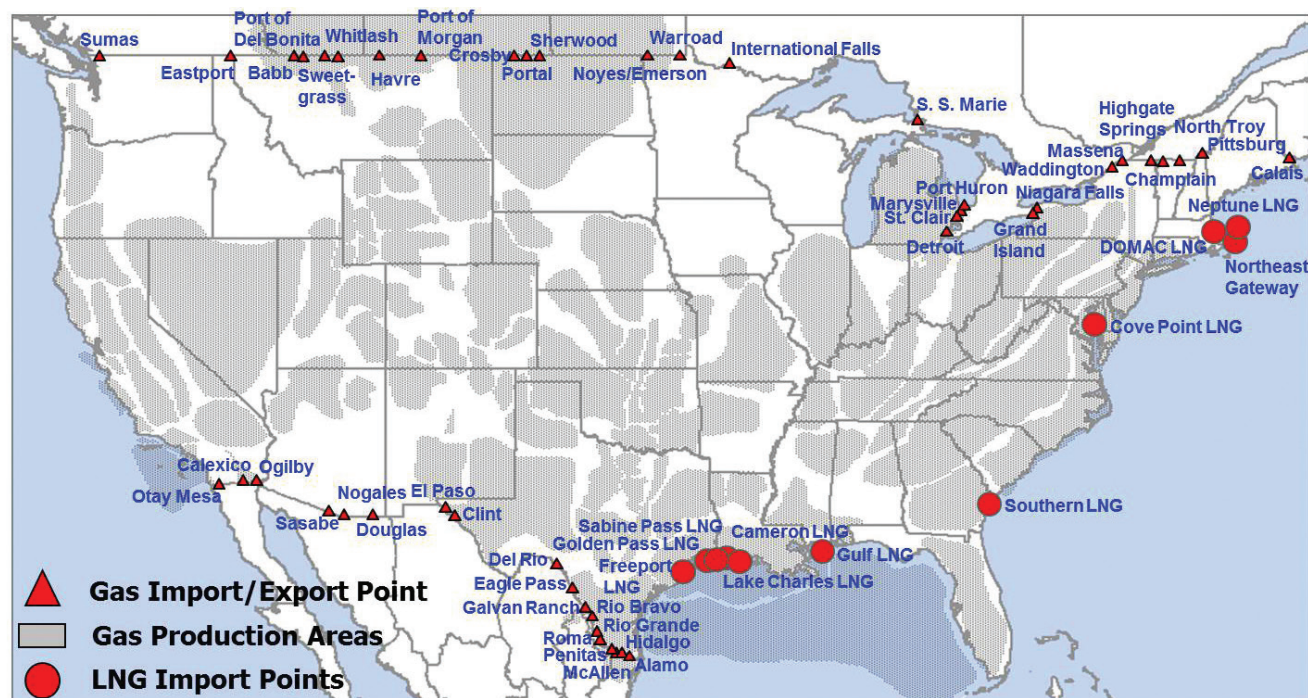 Sumas
Eastport
Port of
Del Bonita
Babb
Sweet-
grass
Whitlash
Havre
Port of
Morgan
Crosby
Portal
Sherwood
Noyes/Emerson
Warroad
International Falls
S. S. Marie
Highgate
Springs
North Troy
Pittsburg
Massena
Waddington
Champlain
Calais
Port Huron
Marysville
St. Clair
Detroit
Niagara Falls
Grand
Island
Neptune LNG
DOMAC LNG
Northeast
Gateway
Cove Point LNG
Calexico
Ogilby
Otay Mesa
Nogales
El Paso
Sasabe
Douglas
Clint
Southern LNG
Sabine Pass LNG
Cameron LNG
Golden Pass LNG
Gulf LNG
Freeport
LNG
Lake Charles LNG
Del Rio
Eagle Pass
Galvan Ranch
Rio Bravo
Rio Grande
Roma
Hidalgo
Penitas
McAllen
Alamo
Gas Import/Export Point
Gas Production Areas
LNG Import Points